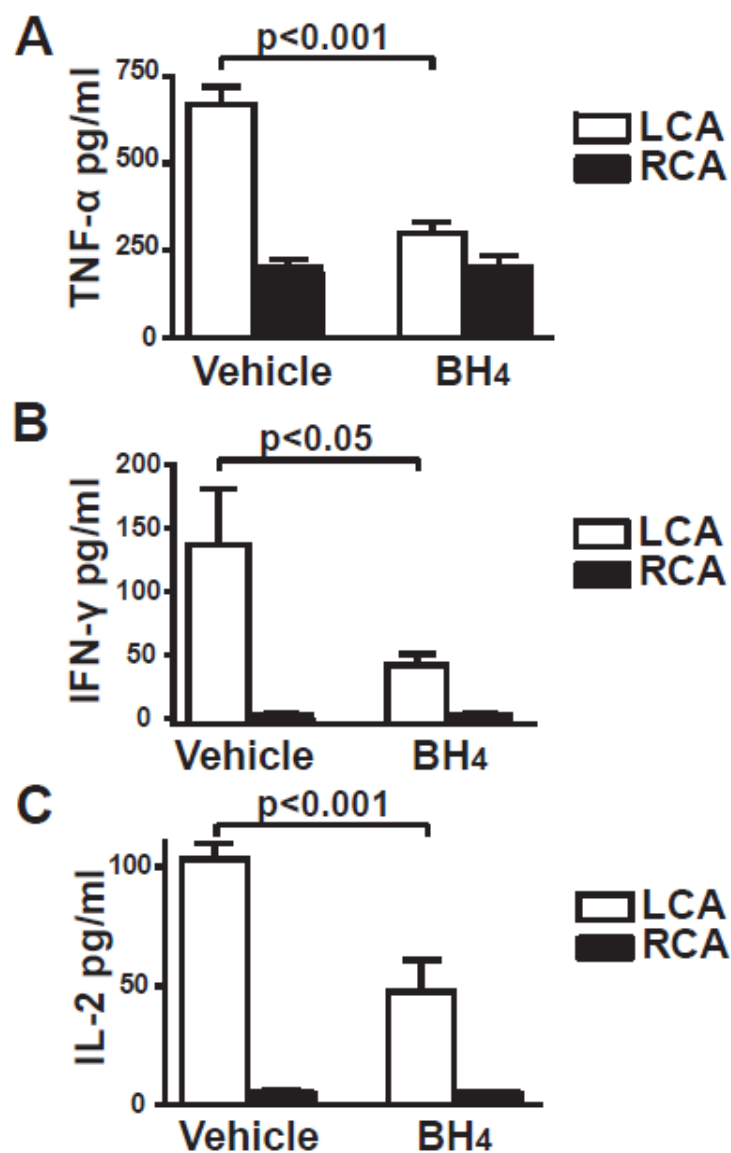 A
p<0.001
TNF-α pg/ml
750
500
250
0
Vehicle
BH4
LCA
RCA
B
p<0.05
IFN-γ pg/ml
200
150
100
50
0
Vehicle
BH4
LCA
RCA
C
p<0.001
IL-2 pg/ml
100
50
0
Vehicle
BH4
LCA
RCA